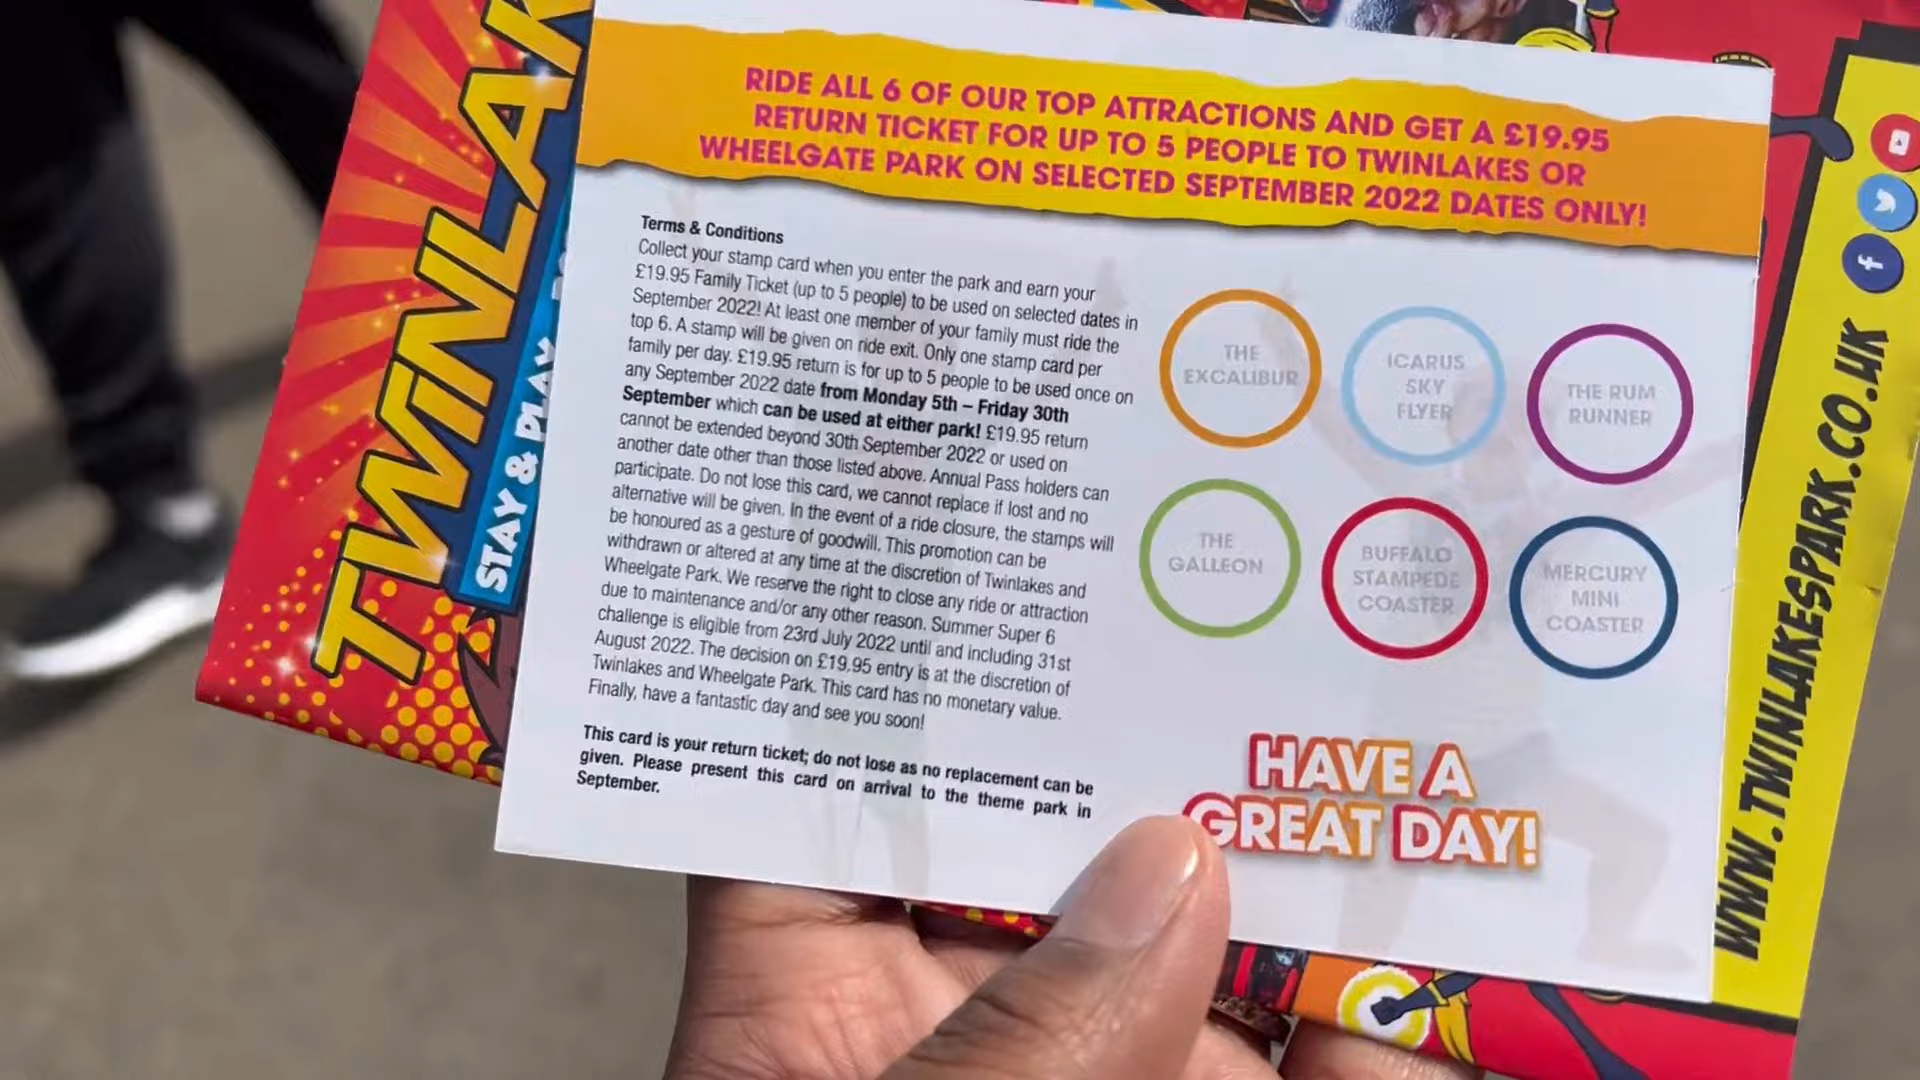 RIDE ALL 6 OF OUR TOP ATTRACTIONS AND GET A £19.95
RETURN TICKET FOR UP TO 5 PEOPLE TO TWINLAKES OR
WHEELGATE PARK ON SELECTED SEPTEMBER 2022 DATES ONLY!
Terms & Conditions
Collect your stamp card when you enter the park and earn your
£19.95 Family Ticket (up to 5 people) to be used on selected dates in
September 2022! At least one member of your family must ride the
top 6. A stamp will be given on ride exit. Only one stamp card per
family per day. £19.95 return is for up to 5 people to be used once on
any September 2022 date from Monday 5th – Friday 30th
September which can be used at either park! £19.95 return
cannot be extended beyond 30th September 2022 or used on
another date other than those listed above. Annual Pass holders can
participate. Do not lose this card, we cannot replace if lost and no
alternative will be given. In the event of a ride closure, the stamps will
be honoured as a gesture of goodwill. This promotion can be
withdrawn or altered at any time at the discretion of Twinlakes and
Wheelgate Park. We reserve the right to close any ride or attraction
due to maintenance and/or any other reason. Summer Super 6
challenge is eligible from 23rd July 2022 until and including 31st
August 2022. The decision on £19.95 entry is at the discretion of
Twinlakes and Wheelgate Park. This card has no monetary value.
Finally, have a fantastic day and see you soon!
This card is your return ticket; do not lose as no replacement can be
given. Please present this card on arrival to the theme park in
September.
THE
EXCALIBUR
ICARUS
SKY
FLYER
THE RUM
RUNNER
THE
GALLEON
BUFFALO
STAMPEDE
COASTER
MERCURY
MINI
COASTER
HAVE A
GREAT DAY!
TWINLAK
STAY & PLAY
WWW.TWINLAKESPARK.CO.UK